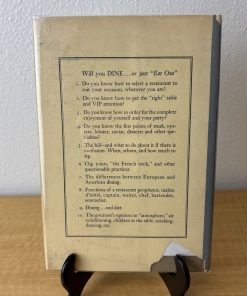 Will you DINE...or just "Eat Out"
1. Do you know how to select a restaurant to
suit your occasion, wherever you are?
2. Do you know how to get the "right" table
and VIP attention?
3. Do you know how to order for the complete
enjoyment of yourself and your party?
4. Do you know the fine points of steak, oys-
ters, lobster, caviar, desserts and other spe-
cialties?
5. The bill—and what to do about it if there is
confusion. When, whom, and how much to
tip.
6. Clip joints, "the French trick," and other
questionable practices.
7. The differences between European and
American dining.
8. Functions of a restaurant proprietor, maître
d'hôtel, captain, waiter, chef, bartender,
sommelier.
9. Dining...and diet.
10. The gourmet's opinion on "atmosphere," air
conditioning, children at the table, smoking,
dancing, etc.